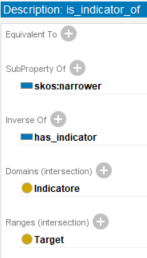 Description: is_indicator_of
Equivalent To
SubProperty Of
skos:narrower
Inverse Of
has_indicator
Domains (intersection)
Indicatore
Ranges (intersection)
Target